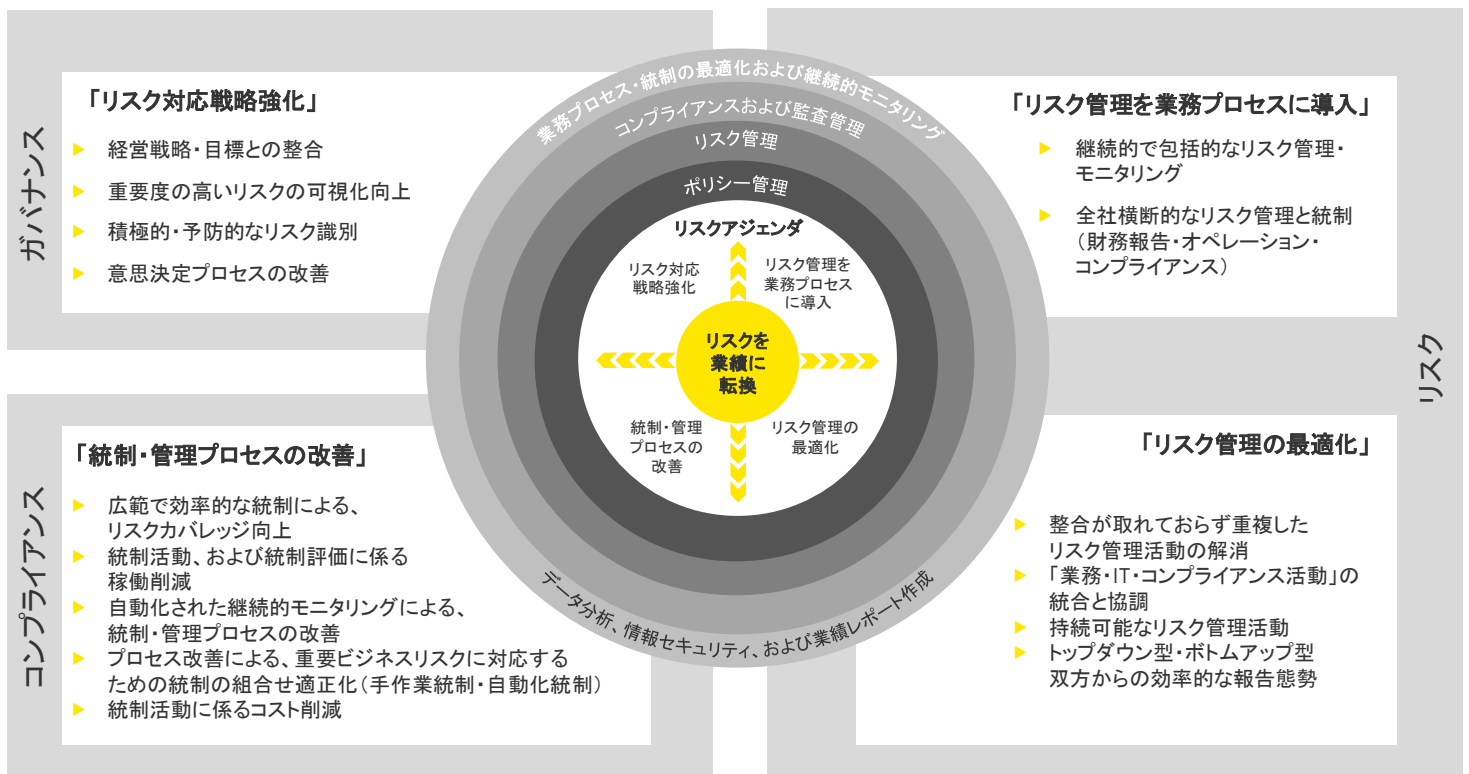 ガバナンス
「リスク対応戦略強化」
経営戦略・目標との整合
重要度の高いリスクの可視化向上
積極的・予防的なリスク識別
意思決定プロセスの改善
業務プロセス・統制の最適化および継続的モニタリング
コンプライアンスおよび監査管理
リスク管理
ポリシー管理
リスクアジェンダ
リスク対応
戦略強化
リスク管理を
業務プロセス
に導入
リスクを
業績に
転換
統制・管理
プロセスの
改善
リスク管理の
最適化
データ分析、情報セキュリティ、および業績レポート作成
「リスク管理を業務プロセスに導入」
継続的で包括的なリスク管理・
モニタリング
全社横断的なリスク管理と統制
（財務報告・オペレーション・
コンプライアンス）
リスク
コンプライアンス
「統制・管理プロセスの改善」
広範で効率的な統制による、
リスクカバレッジ向上
統制活動、および統制評価に係る
稼働削減
自動化された継続的モニタリングによる、
統制・管理プロセスの改善
プロセス改善による、重要ビジネスリスクに対応する
ための統制の組合せ適正化（手作業統制・自動化統制）
統制活動に係るコスト削減
「リスク管理の最適化」
整合が取れておらず重複した
リスク管理活動の解消
「業務・IT・コンプライアンス活動」の
統合と協調
持続可能なリスク管理活動
トップダウン型・ボトムアップ型
双方からの効率的な報告態勢